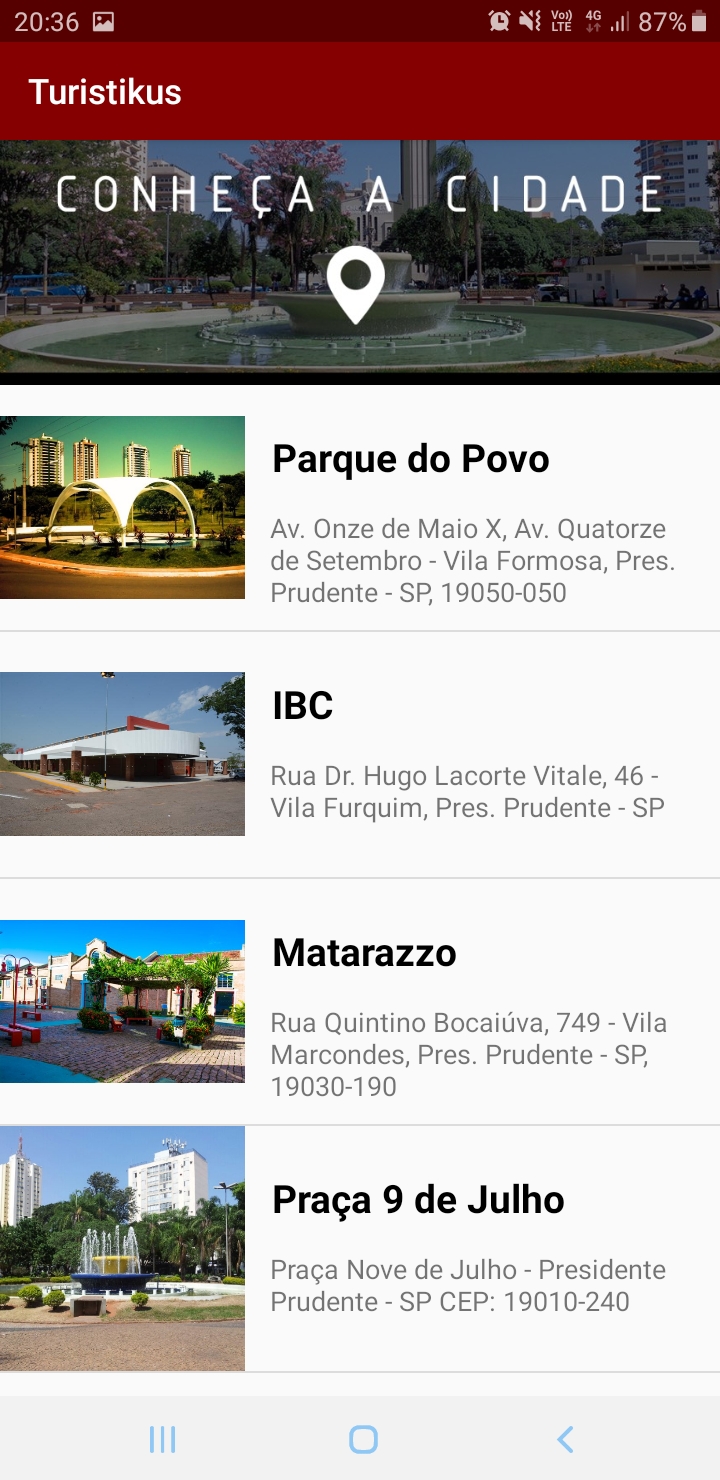 20:36 Vo)) LTE 4G 87%
Turistikus
CONHEÇA A CIDADE
Parque do Povo
Av. Onze de Maio X, Av. Quatorze
de Setembro - Vila Formosa, Pres.
Prudente - SP, 19050-050
IBC
Rua Dr. Hugo Lacorte Vitale, 46 -
Vila Furquim, Pres. Prudente - SP
Matarazzo
Rua Quintino Bocaiúva, 749 - Vila
Marcondes, Pres. Prudente - SP,
19030-190
Praça 9 de Julho
Praça Nove de Julho - Presidente
Prudente - SP CEP: 19010-240